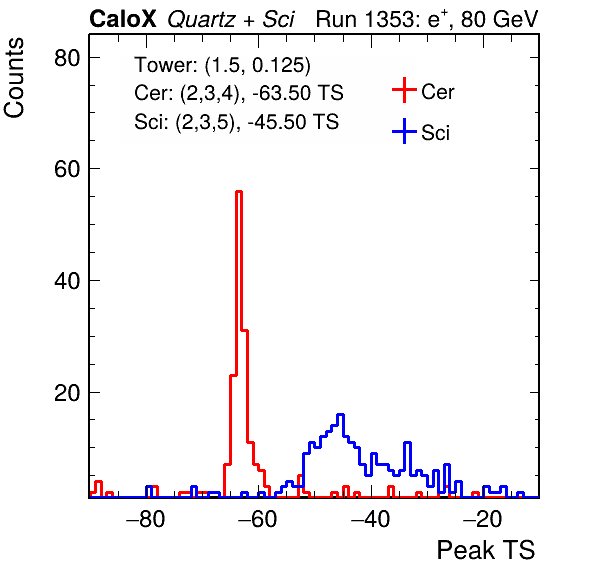 CaloX Quartz + Sci Run 1353: e⁺, 80 GeV
Counts
Tower: (1.5, 0.125)
Cer: (2,3,4), -63.50 TS
Sci: (2,3,5), -45.50 TS
Cer
Sci
80
60
40
20
−80 −60 −40 −20
Peak TS